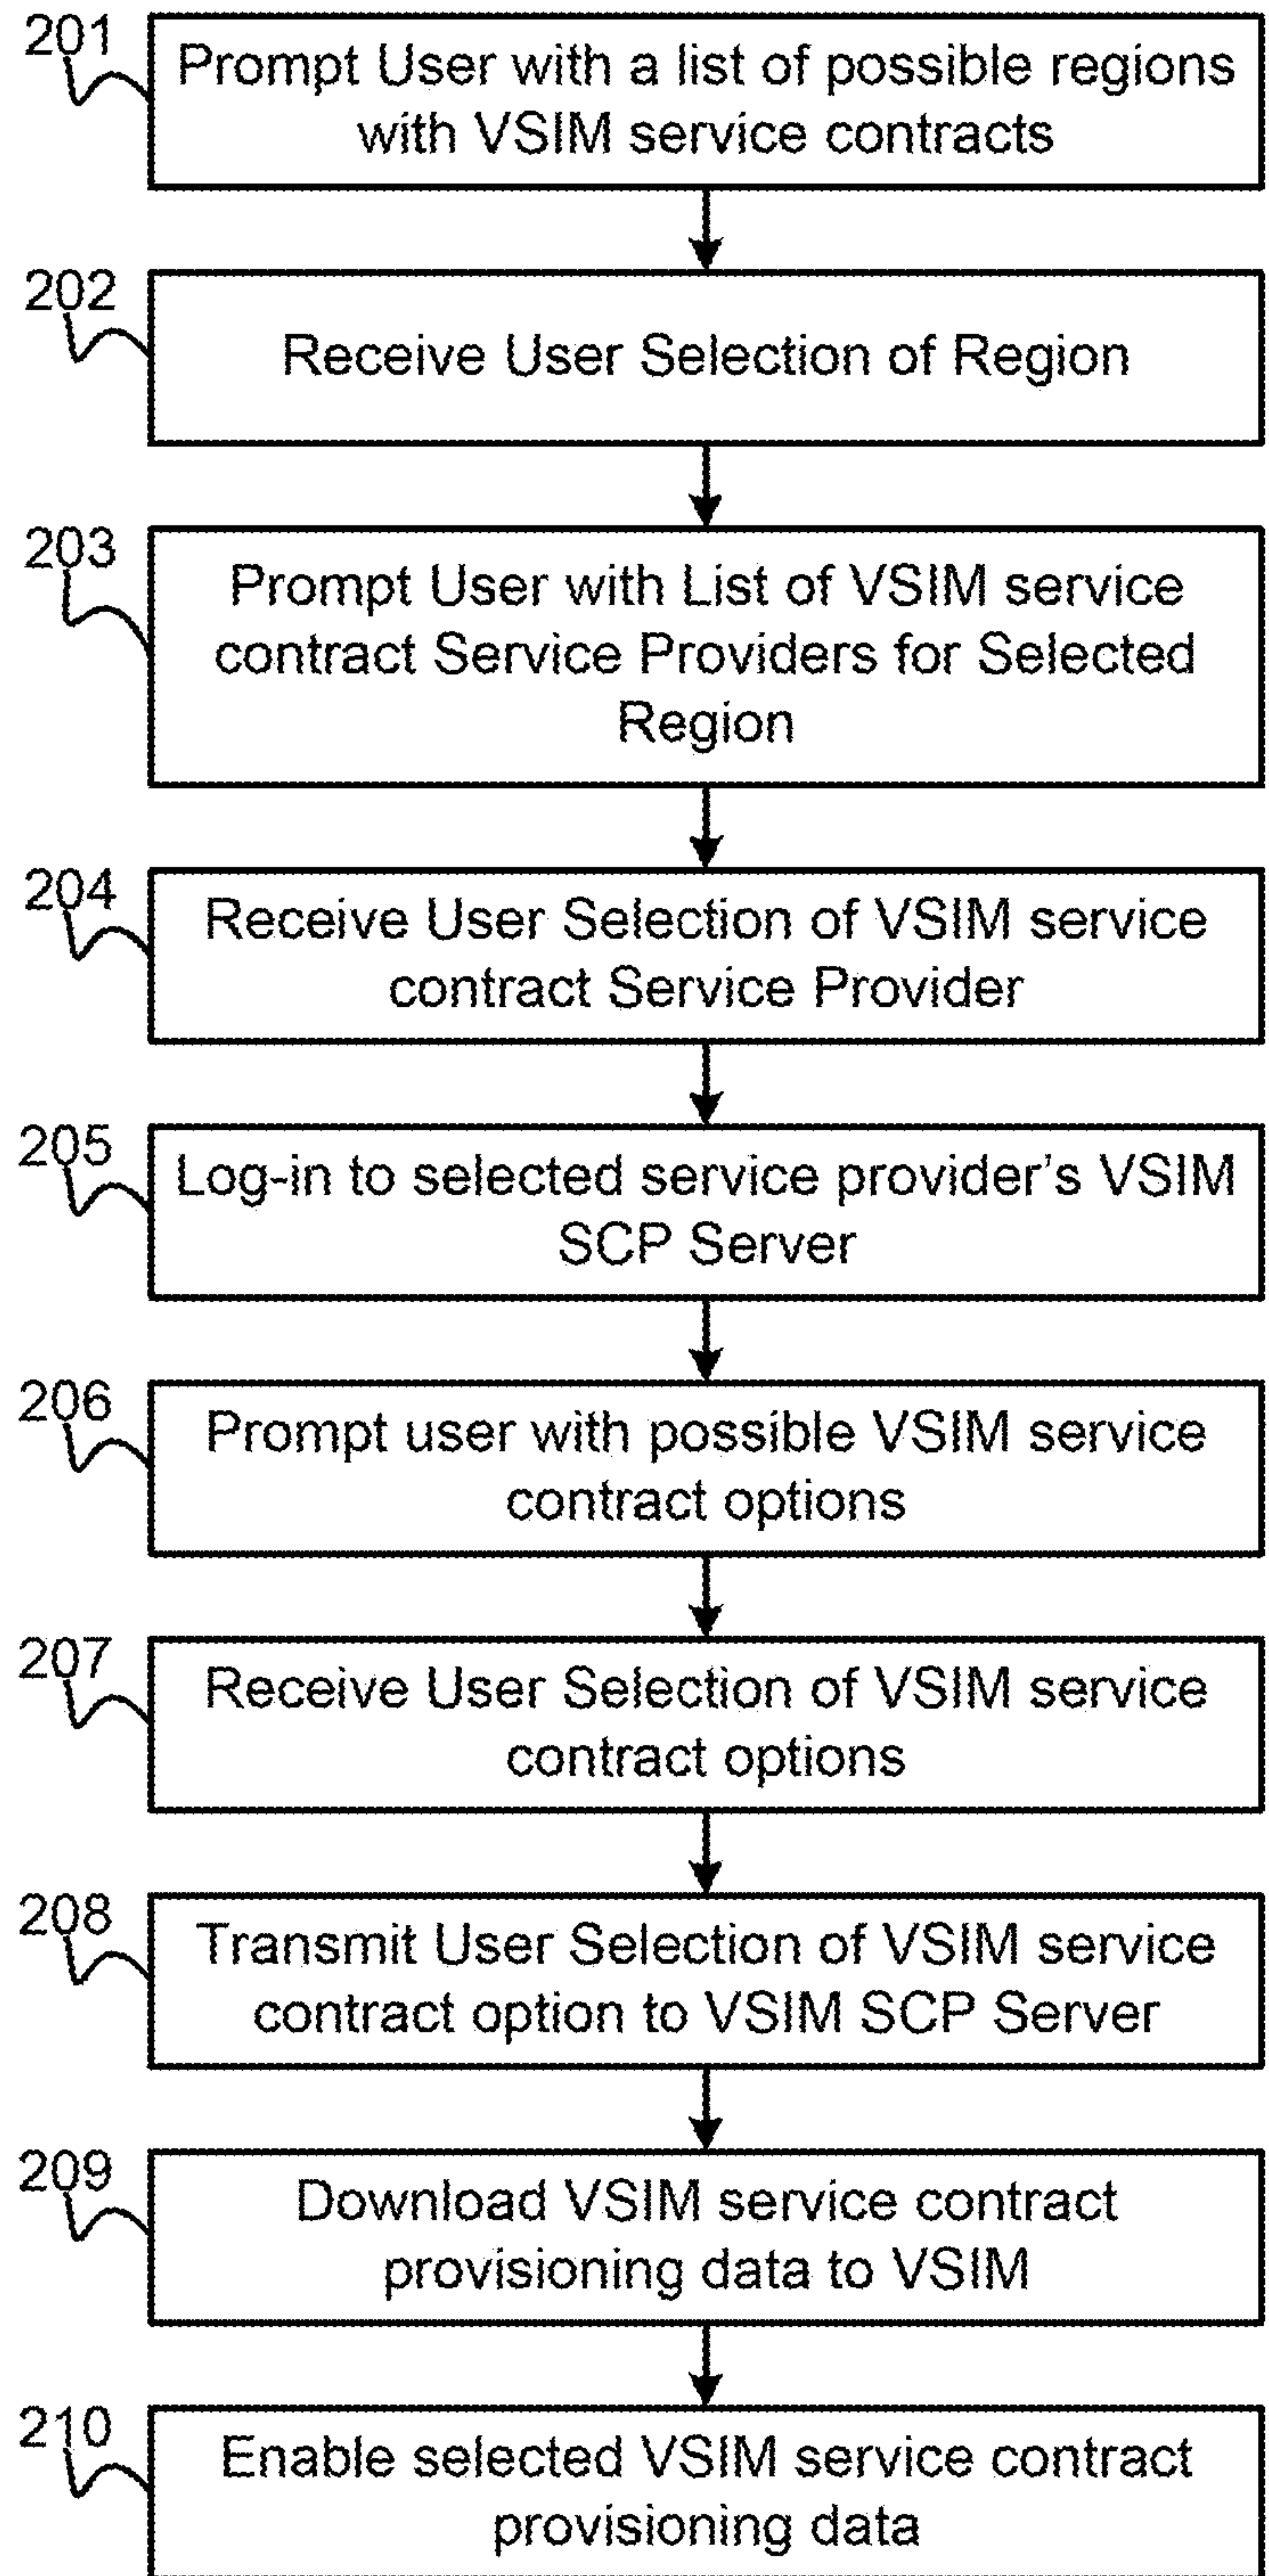 201
Prompt User with a list of possible regions
with VSIM service contracts
202
Receive User Selection of Region
203
Prompt User with List of VSIM service
contract Service Providers for Selected
Region
204
Receive User Selection of VSIM service
contract Service Provider
205
Log-in to selected service provider's VSIM
SCP Server
206
Prompt user with possible VSIM service
contract options
207
Receive User Selection of VSIM service
contract options
208
Transmit User Selection of VSIM service
contract option to VSIM SCP Server
209
Download VSIM service contract
provisioning data to VSIM
210
Enable selected VSIM service contract
provisioning data